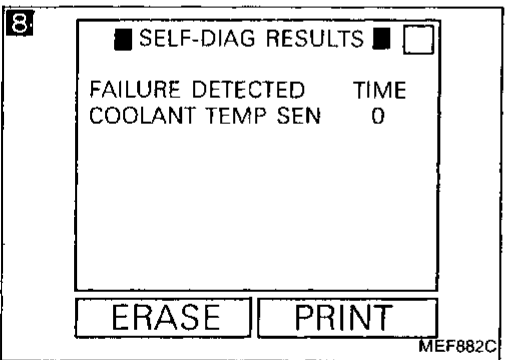 8
■ SELF-DIAG RESULTS ■
FAILURE DETECTED TIME
COOLANT TEMP SEN 0
ERASE PRINT
MEF882C